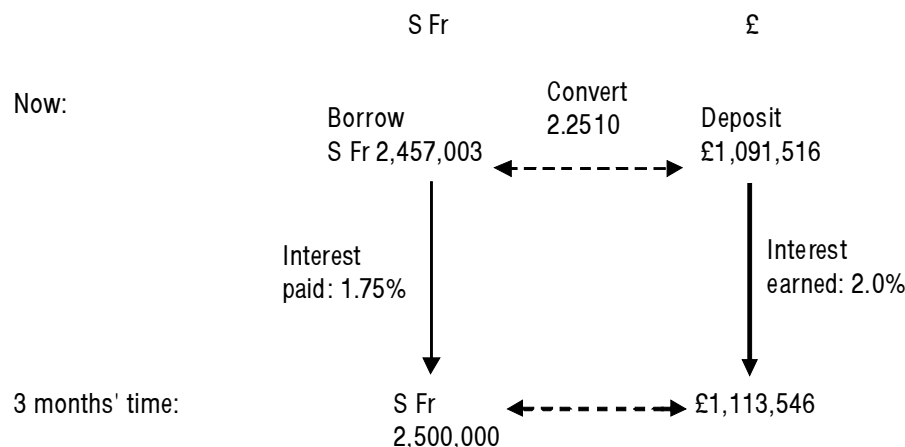 S Fr £
Now:
Convert
2.2510
Borrow
S Fr 2,457,003
Deposit
£1,091,516
Interest
paid: 1.75%
Interest
earned: 2.0%
3 months' time:
S Fr
2,500,000
£1,113,546